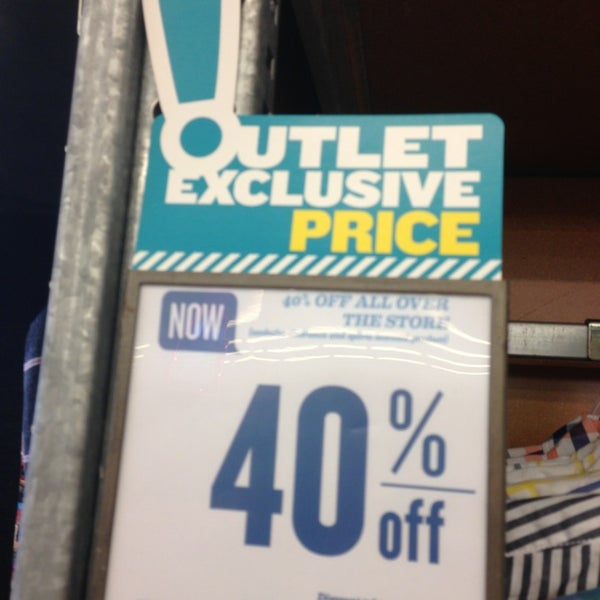 OUTLET
EXCLUSIVE
PRICE
NOW
40% OFF ALL OVER
THE STORE
40%
off